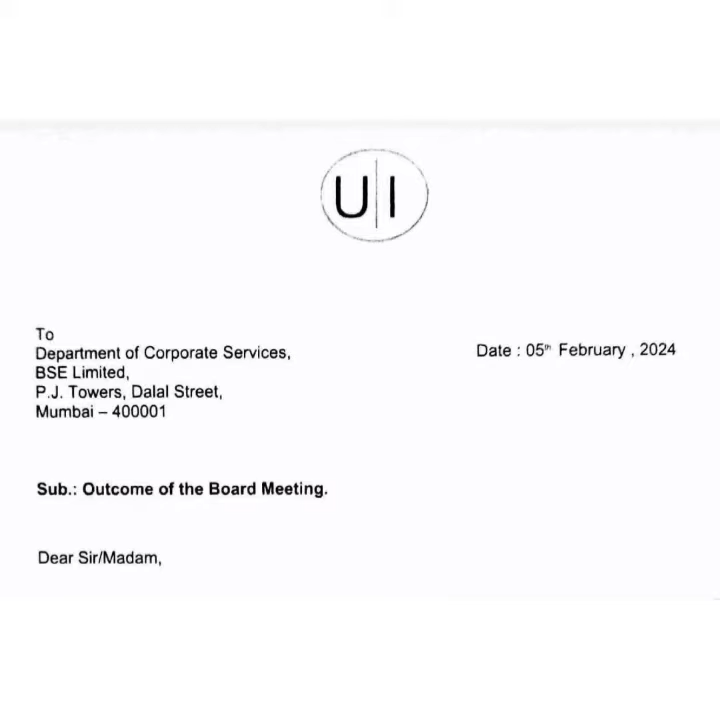 U|I
To
Department of Corporate Services,
BSE Limited,
P.J. Towers, Dalal Street,
Mumbai – 400001
Date : 05th February , 2024
Sub.: Outcome of the Board Meeting.
Dear Sir/Madam,